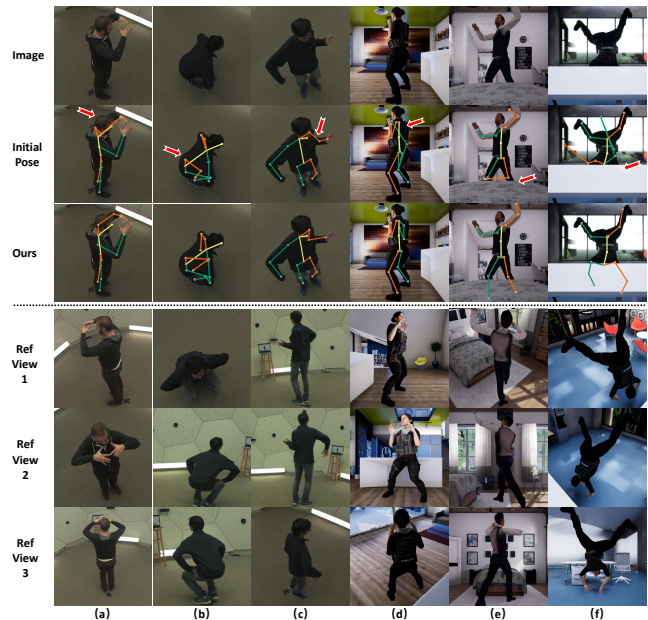 Image
Initial
Pose
Ours
Ref
View
1
Ref
View
2
Ref
View
3
(a) (b) (c) (d) (e) (f)